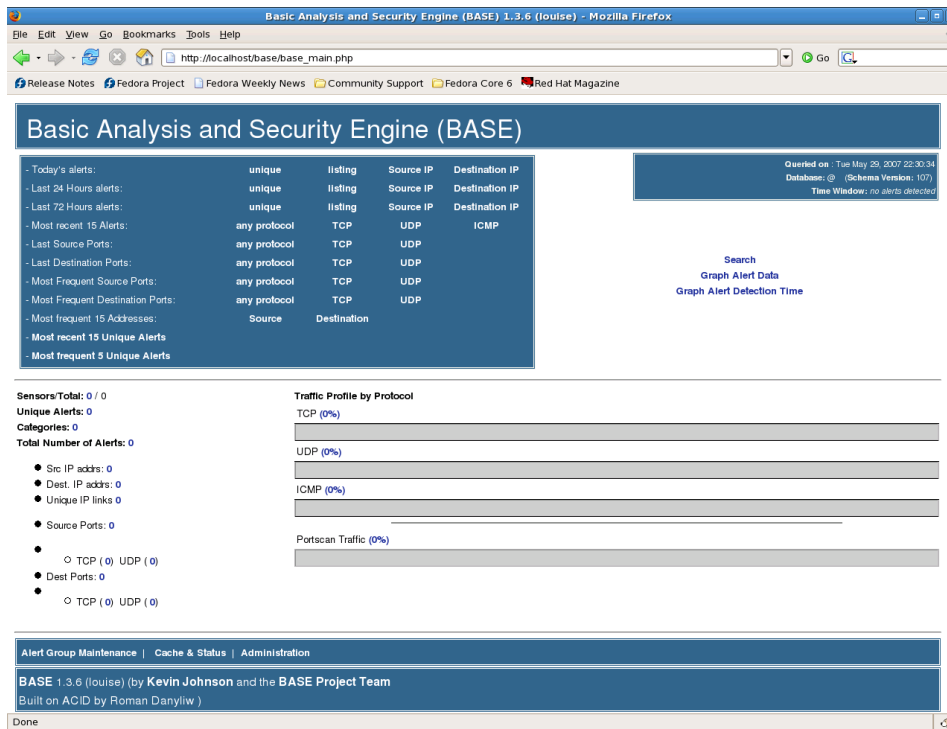 Basic Analysis and Security Engine (BASE) 1.3.6 (louise) - Mozilla Firefox
File Edit View Go Bookmarks Tools Help
http://localhost/base/base_main.php Go
Release Notes Fedora Project Fedora Weekly News Community Support Fedora Core 6 Red Hat Magazine
Basic Analysis and Security Engine (BASE)
- Today's alerts: unique listing Source IP Destination IP
- Last 24 Hours alerts: unique listing Source IP Destination IP
- Last 72 Hours alerts: unique listing Source IP Destination IP
- Most recent 15 Alerts: any protocol TCP UDP ICMP
- Last Source Ports: any protocol TCP UDP
- Last Destination Ports: any protocol TCP UDP
- Most Frequent Source Ports: any protocol TCP UDP
- Most Frequent Destination Ports: any protocol TCP UDP
- Most frequent 15 Addresses: Source Destination
- Most recent 15 Unique Alerts
- Most frequent 5 Unique Alerts
Queried on : Tue May 29, 2007 22:30:34
Database: @ (Schema Version: 107)
Time Window: no alerts detected
Search
Graph Alert Data
Graph Alert Detection Time
Sensors/Total: 0 / 0
Unique Alerts: 0
Categories: 0
Total Number of Alerts: 0
Src IP addrs: 0
Dest. IP addrs: 0
Unique IP links 0
Source Ports: 0
TCP ( 0) UDP ( 0)
Dest Ports: 0
TCP ( 0) UDP ( 0)
Traffic Profile by Protocol
TCP (0%)
UDP (0%)
ICMP (0%)
Portscan Traffic (0%)
Alert Group Maintenance | Cache & Status | Administration
BASE 1.3.6 (louise) (by Kevin Johnson and the BASE Project Team
Built on ACID by Roman Danyliw )
Done